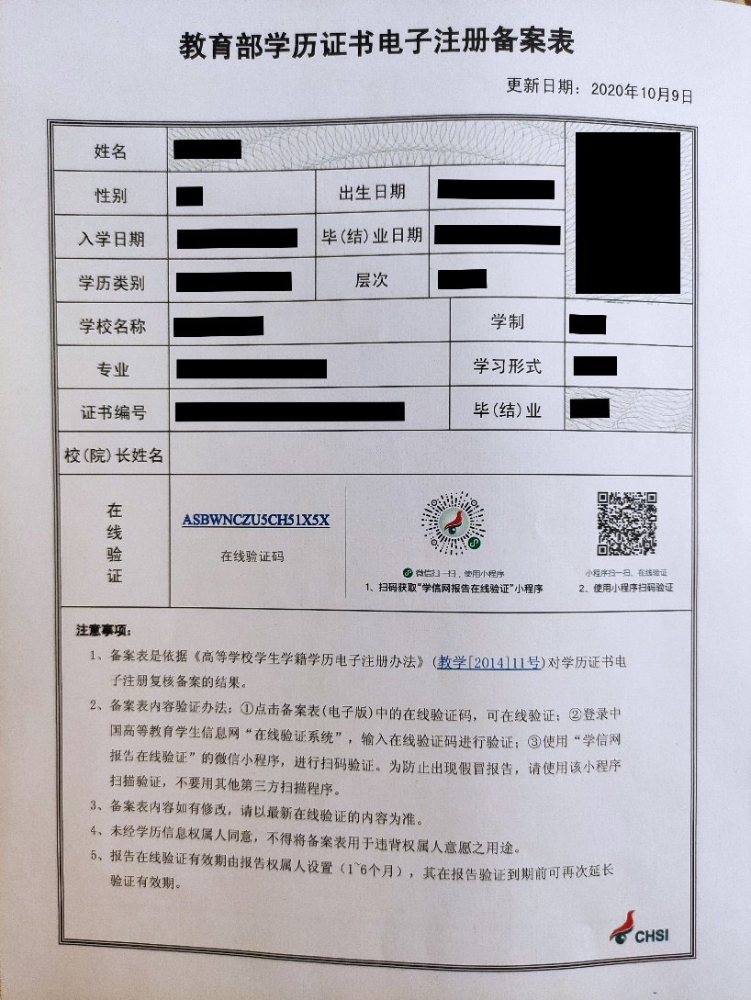 教育部学历证书电子注册备案表
更新日期：2020年10月9日
姓名
性别
出生日期
入学日期
毕(结)业日期
学历类别
层次
学校名称
学制
专业
学习形式
证书编号
毕(结)业
校(院)长姓名
在线验证
ASBWNCZU5CH51X5X
在线验证码
微信扫一扫，使用小程序
1、扫码获取“学信网报告在线验证”小程序
小程序扫一扫，在线验证
2、使用小程序扫码验证
注意事项：
1、备案表是依据《高等学校学生学籍学历电子注册办法》(教学[2014]11号)对学历证书电
子注册复核备案的结果。
2、备案表内容验证办法：①点击备案表(电子版)中的在线验证码，可在线验证；②登录中
国高等教育学生信息网“在线验证系统”，输入在线验证码进行验证；③使用“学信网
报告在线验证”的微信小程序，进行扫码验证。为防止出现假冒报告，请使用该小程序
扫描验证，不要用其他第三方扫描程序。
3、备案表内容如有修改，请以最新在线验证的内容为准。
4、未经学历信息权属人同意，不得将备案表用于违背权属人意愿之用途。
5、报告在线验证有效期由报告权属人设置（1~6个月），其在报告验证到期前可再次延长
验证有效期。
CHSI